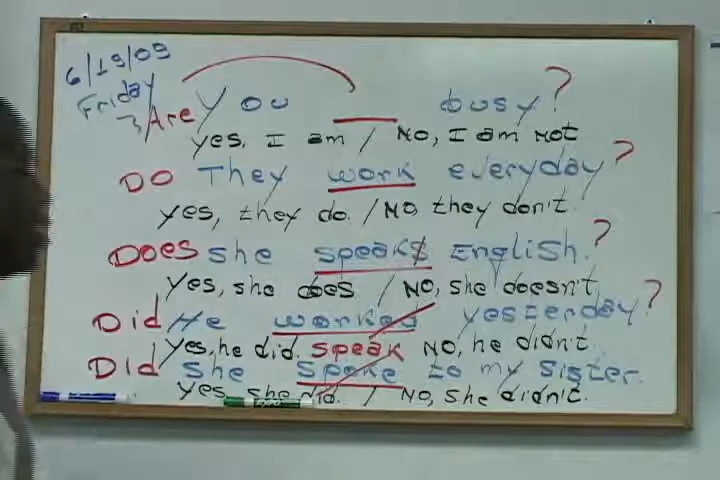 6/19/09
Friday
Are you ___ busy?
yes, I am / No, I am not
DO They work everyday?
yes, they do. / NO, they don't.
DOES she speaks English.?
Yes, she does / NO, she doesn't
Did He worked yesterday?
Yes, he did. speak NO, he didn't
Did She Spoke to my Sister.
yes, she did. / NO, she didn't.